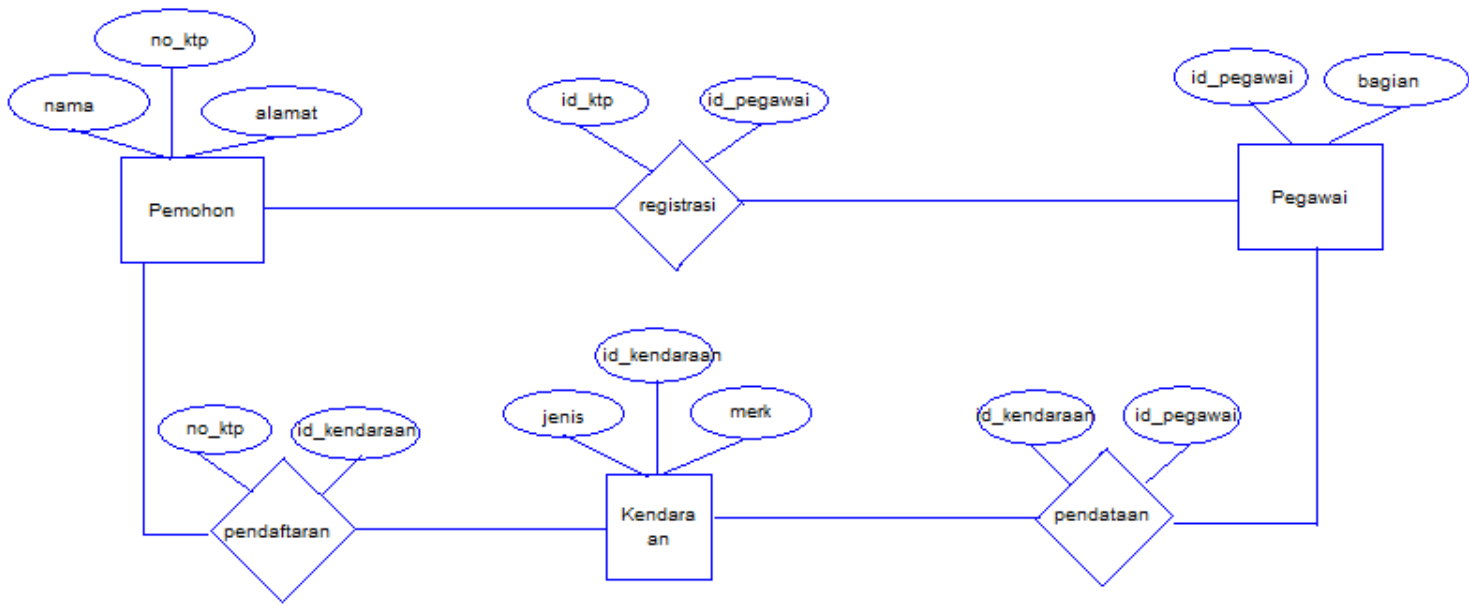 no_ktp
nama
alamat
id_ktp
id_pegawai
id_pegawai
bagian
Pemohon
registrasi
Pegawai
id_kendaraan
jenis
merk
no_ktp
id_kendaraan
id_kendaraan
id_pegawai
pendaftaran
Kendara
an
pendataan